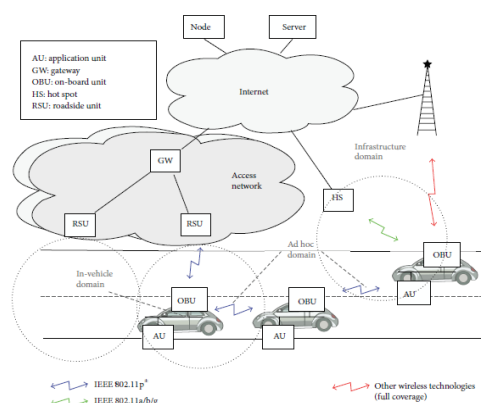 Node
Server
AU: application unit
GW: gateway
OBU: on-board unit
HS: hot spot
RSU: roadside unit
Internet
Infrastructure
domain
GW
Access
network
HS
RSU
RSU
Ad hoc
domain
OBU
In-vehicle
domain
OBU
OBU
AU
AU
AU
IEEE 802.11p*
IEEE 802.11a/b/g
Other wireless technologies
(full coverage)